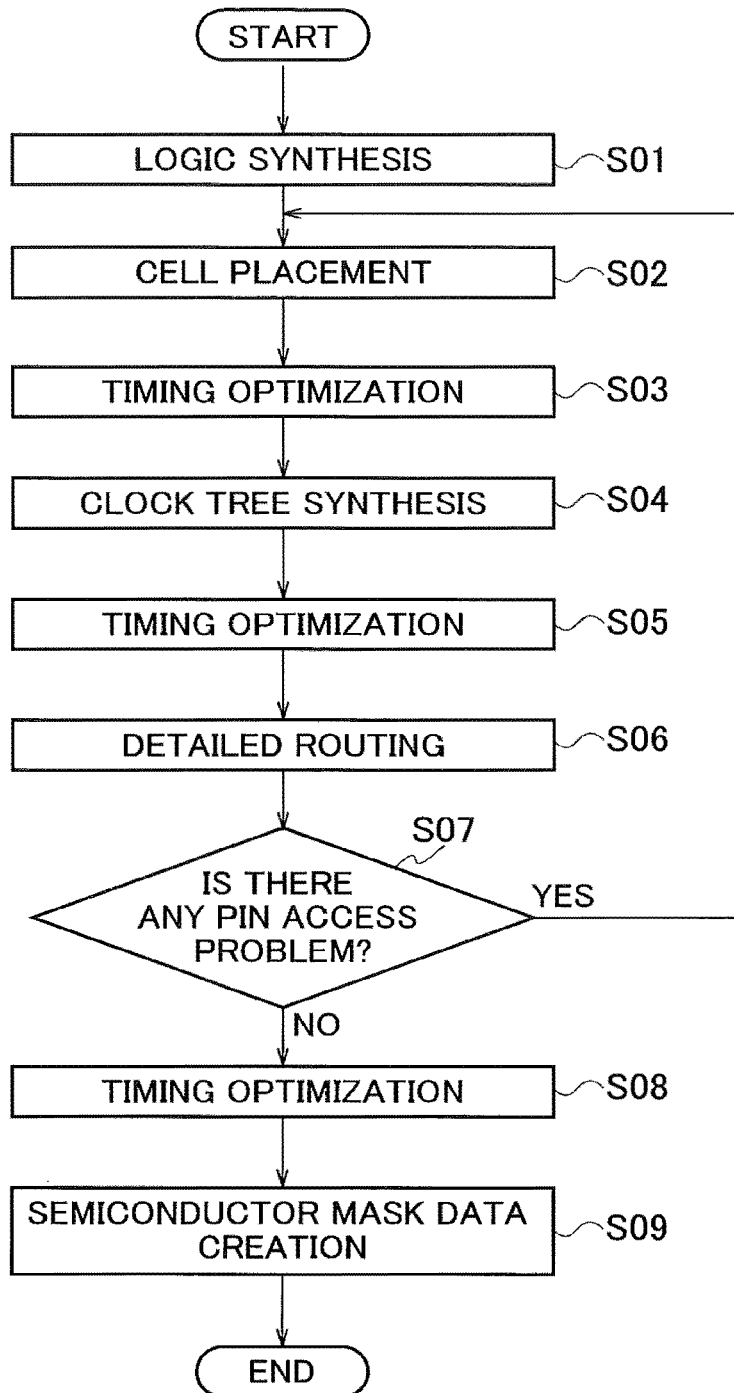 START
LOGIC SYNTHESIS
S01
CELL PLACEMENT
S02
TIMING OPTIMIZATION
S03
CLOCK TREE SYNTHESIS
S04
TIMING OPTIMIZATION
S05
DETAILED ROUTING
S06
S07
IS THERE
ANY PIN ACCESS
PROBLEM?
YES
NO
TIMING OPTIMIZATION
S08
SEMICONDUCTOR MASK DATA
CREATION
S09
END